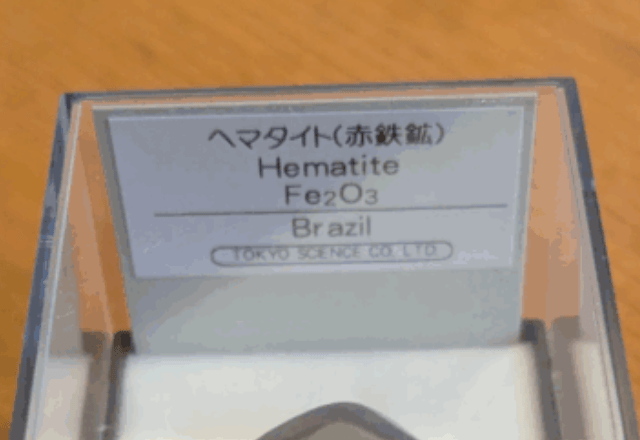 ヘマタイト(赤鉄鉱)
Hematite
Fe₂O₃
Brazil
TOKYO SCIENCE CO. LTD.